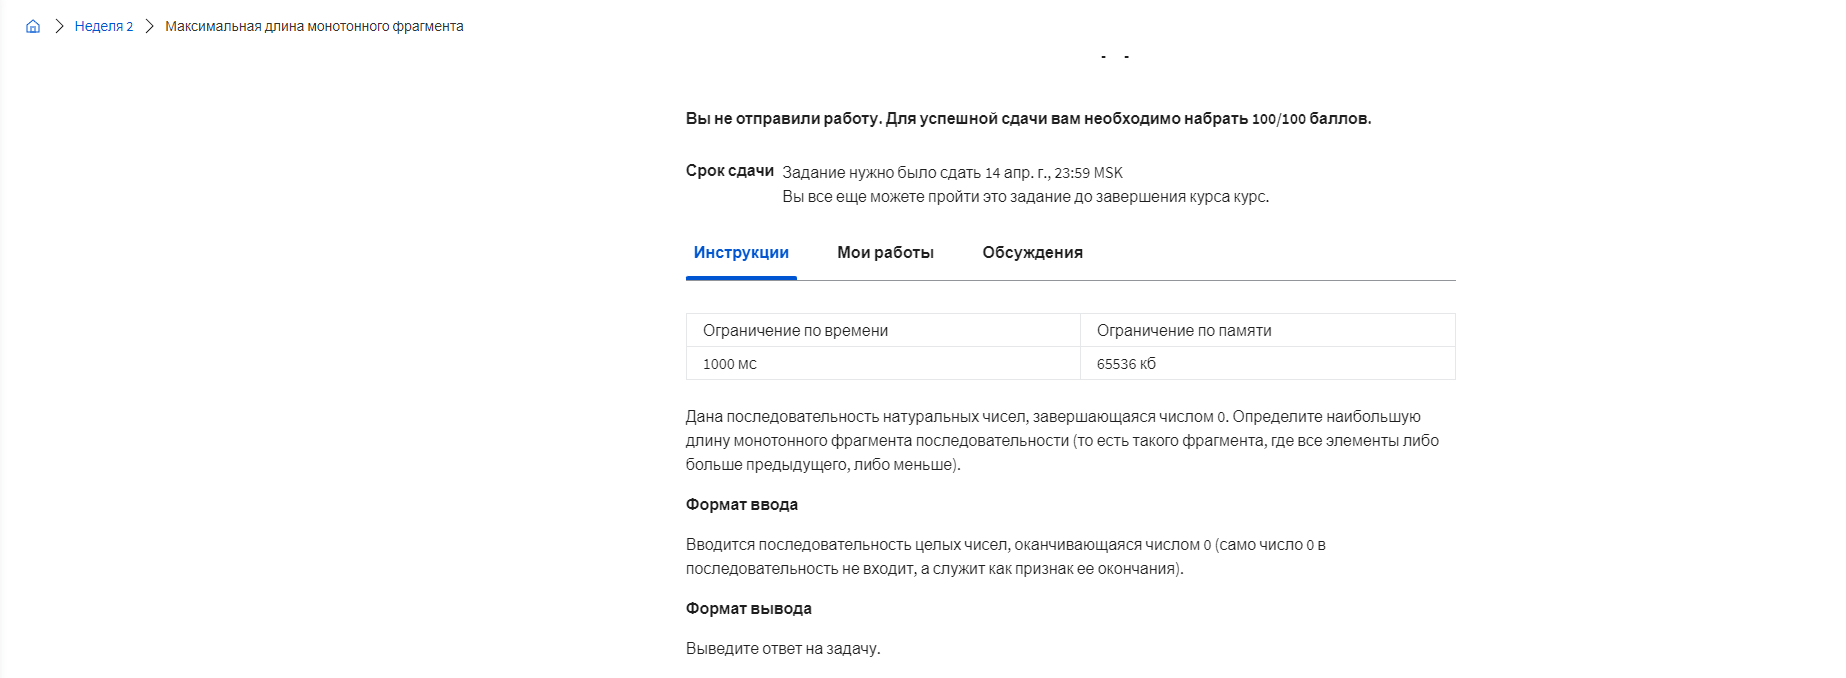 Неделя 2 Максимальная длина монотонного фрагмента
Вы не отправили работу. Для успешной сдачи вам необходимо набрать 100/100 баллов.
Срок сдачи Задание нужно было сдать 14 апр. г., 23:59 MSK
Вы все еще можете пройти это задание до завершения курса курс.
Инструкции Мои работы Обсуждения
Ограничение по времени Ограничение по памяти
1000 мс 65536 кб
Дана последовательность натуральных чисел, завершающаяся числом 0. Определите наибольшую
длину монотонного фрагмента последовательности (то есть такого фрагмента, где все элементы либо
больше предыдущего, либо меньше).
Формат ввода
Вводится последовательность целых чисел, оканчивающаяся числом 0 (само число 0 в
последовательность не входит, а служит как признак ее окончания).
Формат вывода
Выведите ответ на задачу.